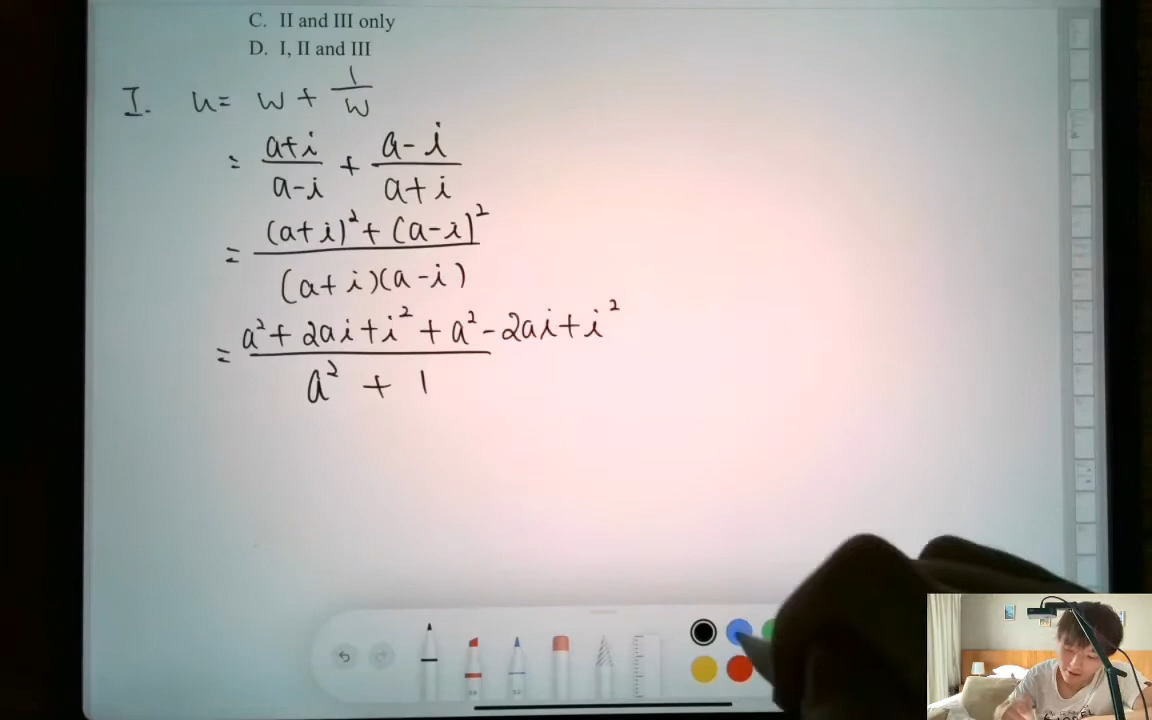 C. II and III only
D. I, II and III
I. u = w + 1/w
= (a+i)/(a-i) + (a-i)/(a+i)
= ((a+i)² + (a-i)²)/((a+i)(a-i))
= (a² + 2ai + i² + a² - 2ai + i²)/(a² + 1)